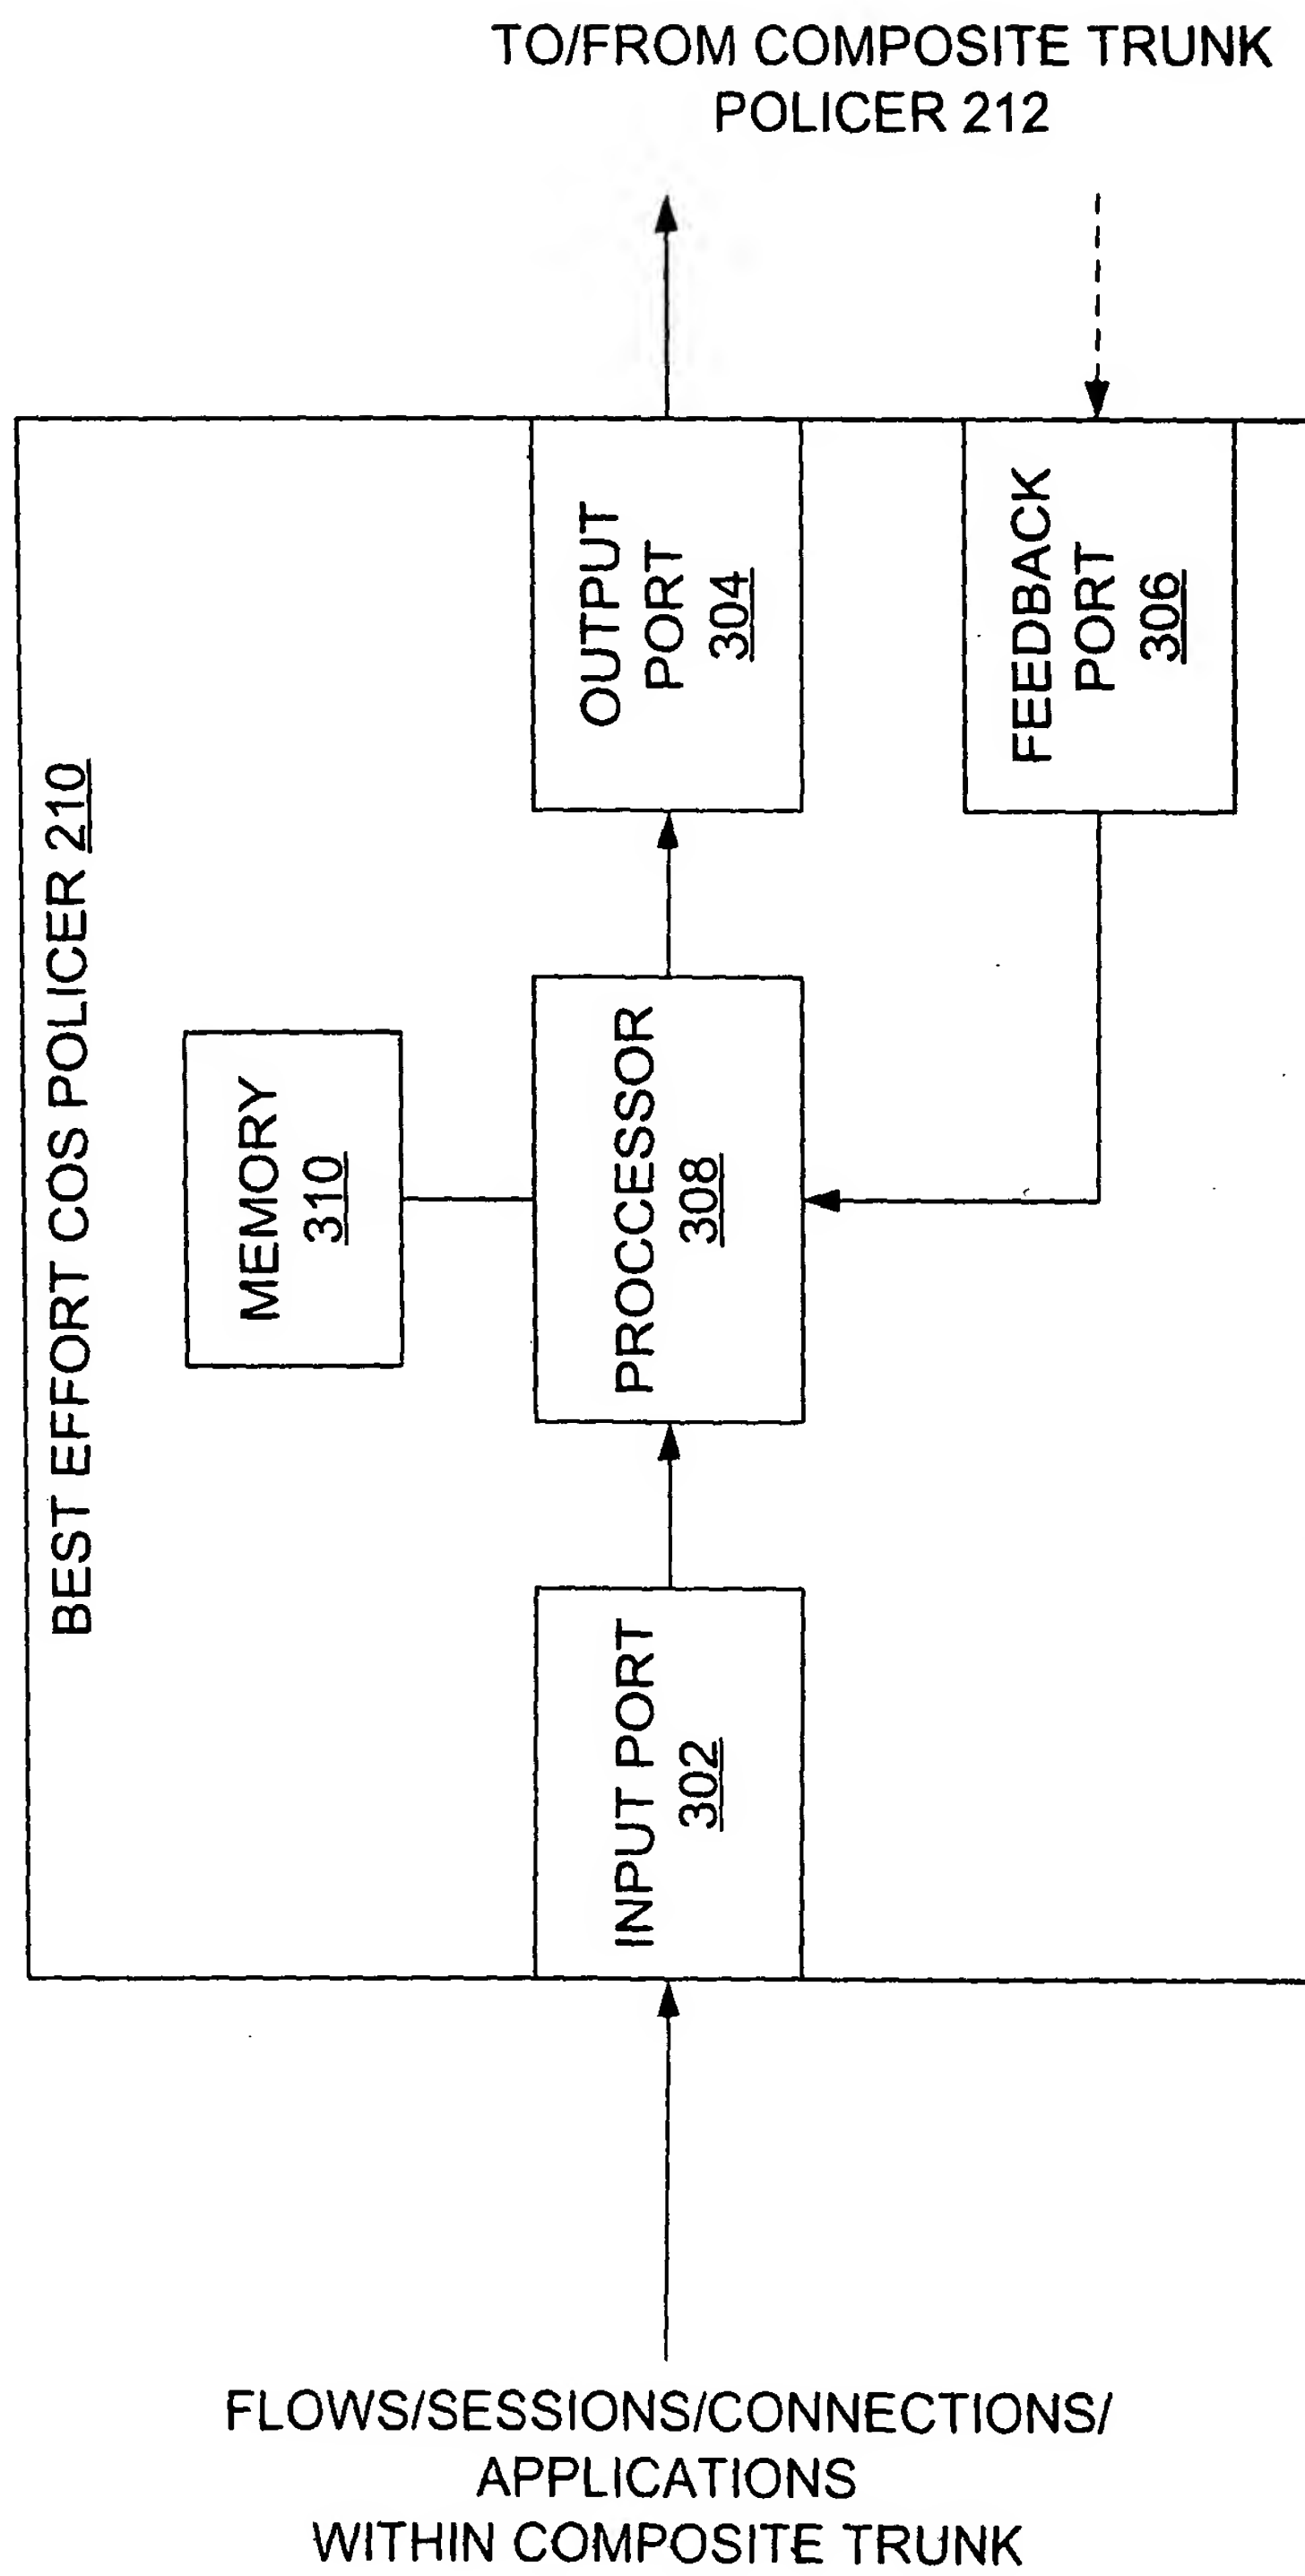 TO/FROM COMPOSITE TRUNK
POLICER 212
BEST EFFORT COS POLICER 210
OUTPUT
PORT
304
FEEDBACK
PORT
306
MEMORY
310
PROCCESSOR
308
INPUT PORT
302
FLOWS/SESSIONS/CONNECTIONS/
APPLICATIONS
WITHIN COMPOSITE TRUNK